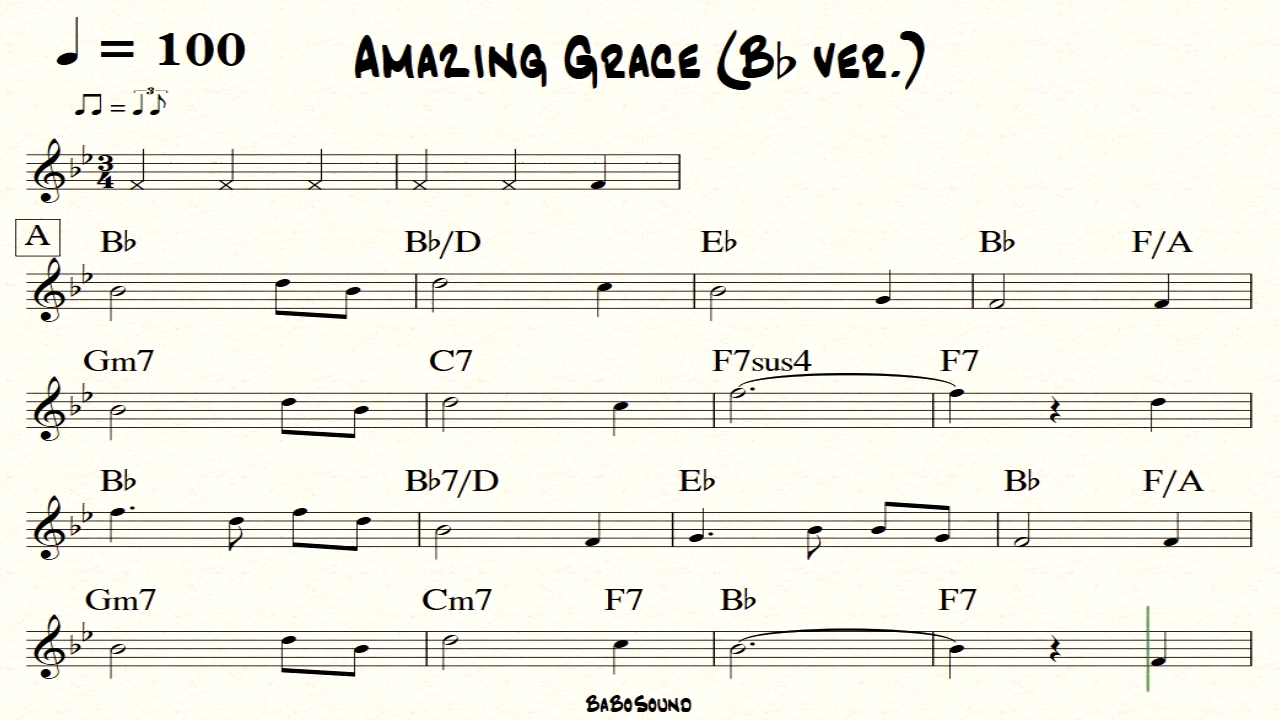 ♩ = 100
Amazing Grace (B♭ ver.)
♫ = ♩♪ 3
3 4
A B♭ B♭/D E♭ B♭ F/A
Gm7 C7 F7sus4 F7
B♭ B♭7/D E♭ B♭ F/A
Gm7 Cm7 F7 B♭ F7
BaBoSound